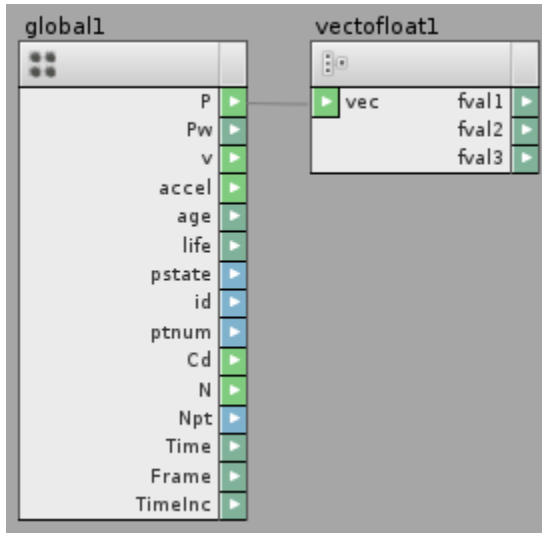 global1
vectofloat1
P
vec fval1
Pw
fval2
v
fval3
accel
age
life
pstate
id
ptnum
Cd
N
Npt
Time
Frame
TimeInc